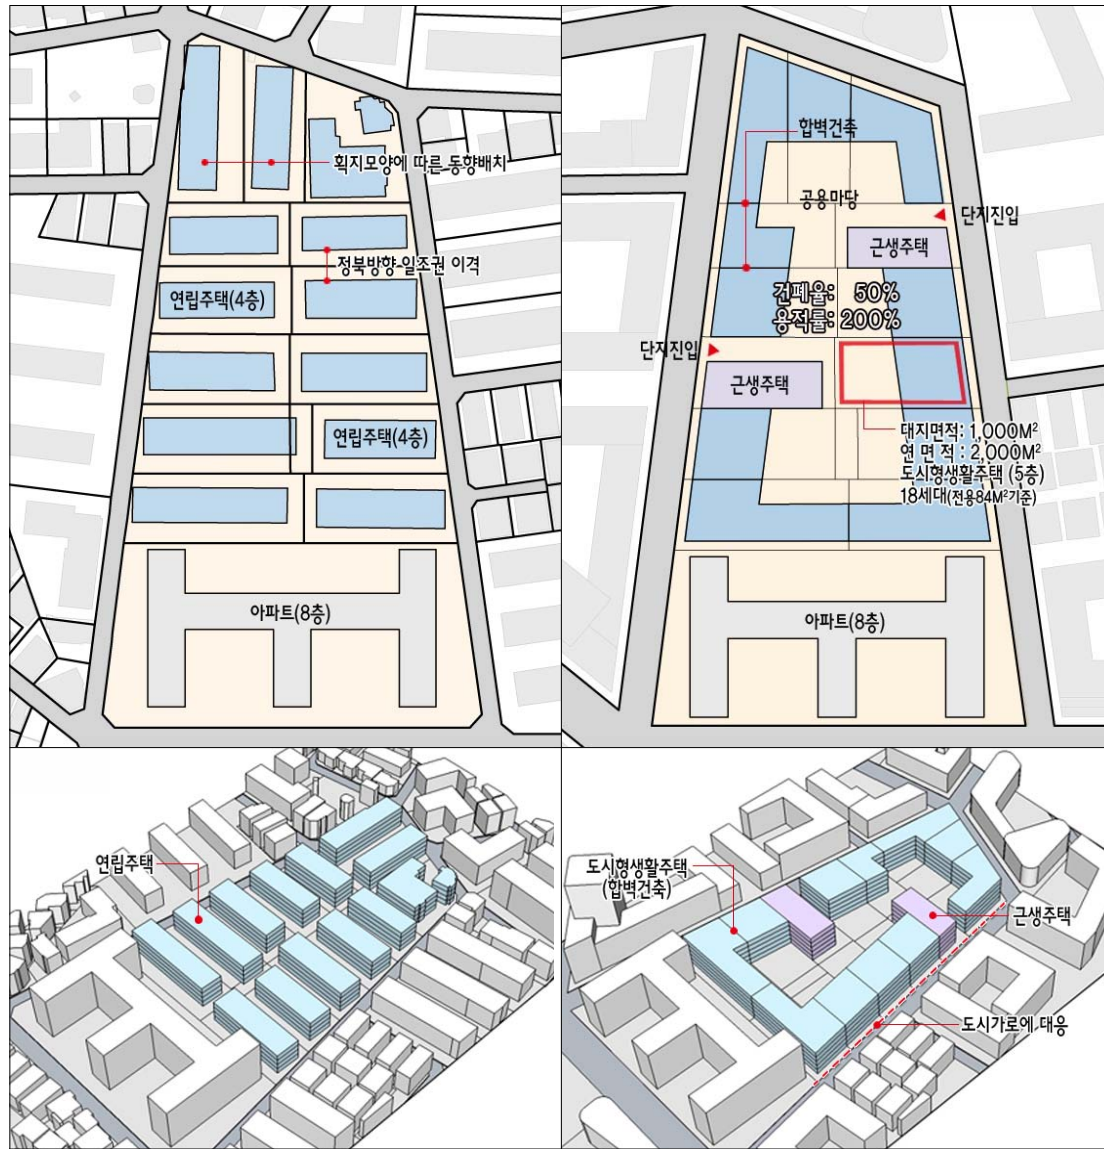 획지모양에 따른 동향배치
정북방향 일조권 이격
연립주택(4층)
연립주택(4층)
아파트(8층)
합벽건축
공용마당
단지진입
근생주택
건폐율: 50%
용적률: 200%
단지진입
근생주택
대지면적: 1,000M²
연 면 적 : 2,000M²
도시형생활주택 (5층)
18세대(전용84M²기준)
아파트(8층)
연립주택
도시형생활주택
(합벽건축)
근생주택
도시가로에 대응